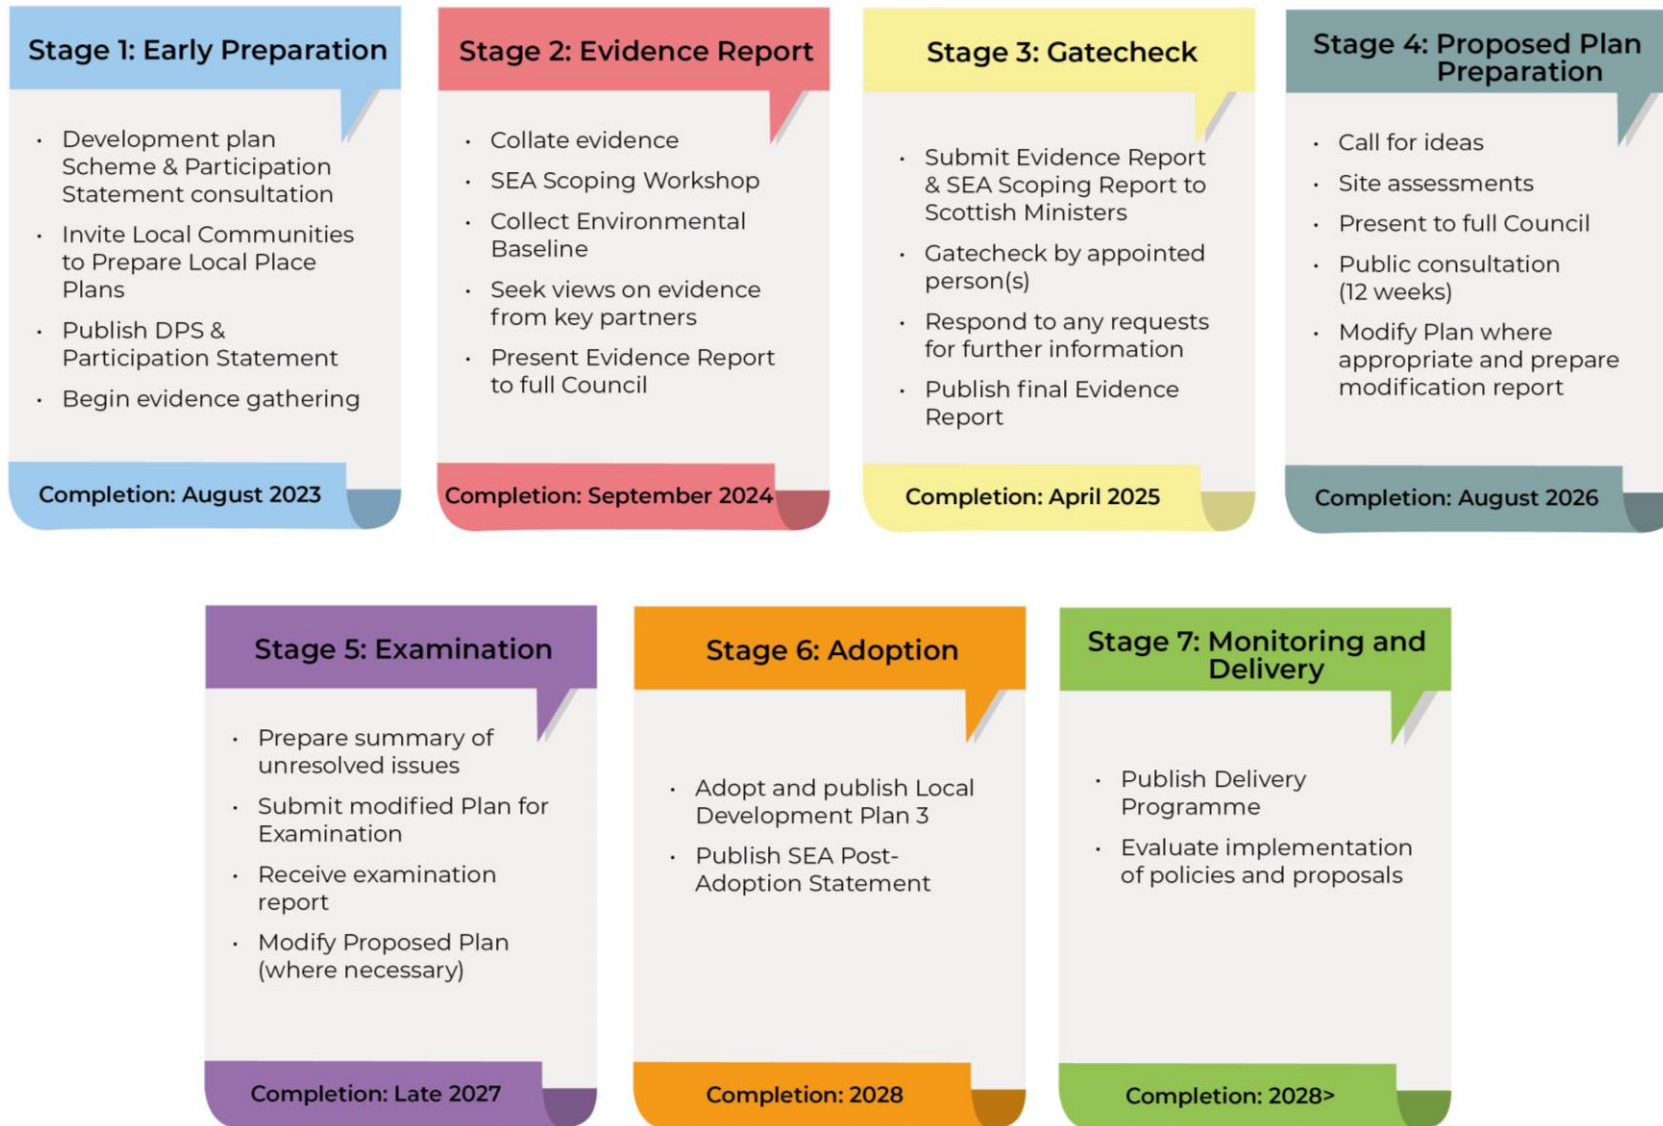 Stage 1: Early Preparation
• Development plan
Scheme & Participation
Statement consultation
• Invite Local Communities
to Prepare Local Place
Plans
• Publish DPS &
Participation Statement
• Begin evidence gathering
Completion: August 2023
Stage 2: Evidence Report
• Collate evidence
• SEA Scoping Workshop
• Collect Environmental
Baseline
• Seek views on evidence
from key partners
• Present Evidence Report
to full Council
Completion: September 2024
Stage 3: Gatecheck
• Submit Evidence Report
& SEA Scoping Report to
Scottish Ministers
• Gatecheck by appointed
person(s)
• Respond to any requests
for further information
• Publish final Evidence
Report
Completion: April 2025
Stage 4: Proposed Plan
Preparation
• Call for ideas
• Site assessments
• Present to full Council
• Public consultation
(12 weeks)
• Modify Plan where
appropriate and prepare
modification report
Completion: August 2026
Stage 5: Examination
• Prepare summary of
unresolved issues
• Submit modified Plan for
Examination
• Receive examination
report
• Modify Proposed Plan
(where necessary)
Completion: Late 2027
Stage 6: Adoption
• Adopt and publish Local
Development Plan 3
• Publish SEA Post-
Adoption Statement
Completion: 2028
Stage 7: Monitoring and
Delivery
• Publish Delivery
Programme
• Evaluate implementation
of policies and proposals
Completion: 2028>